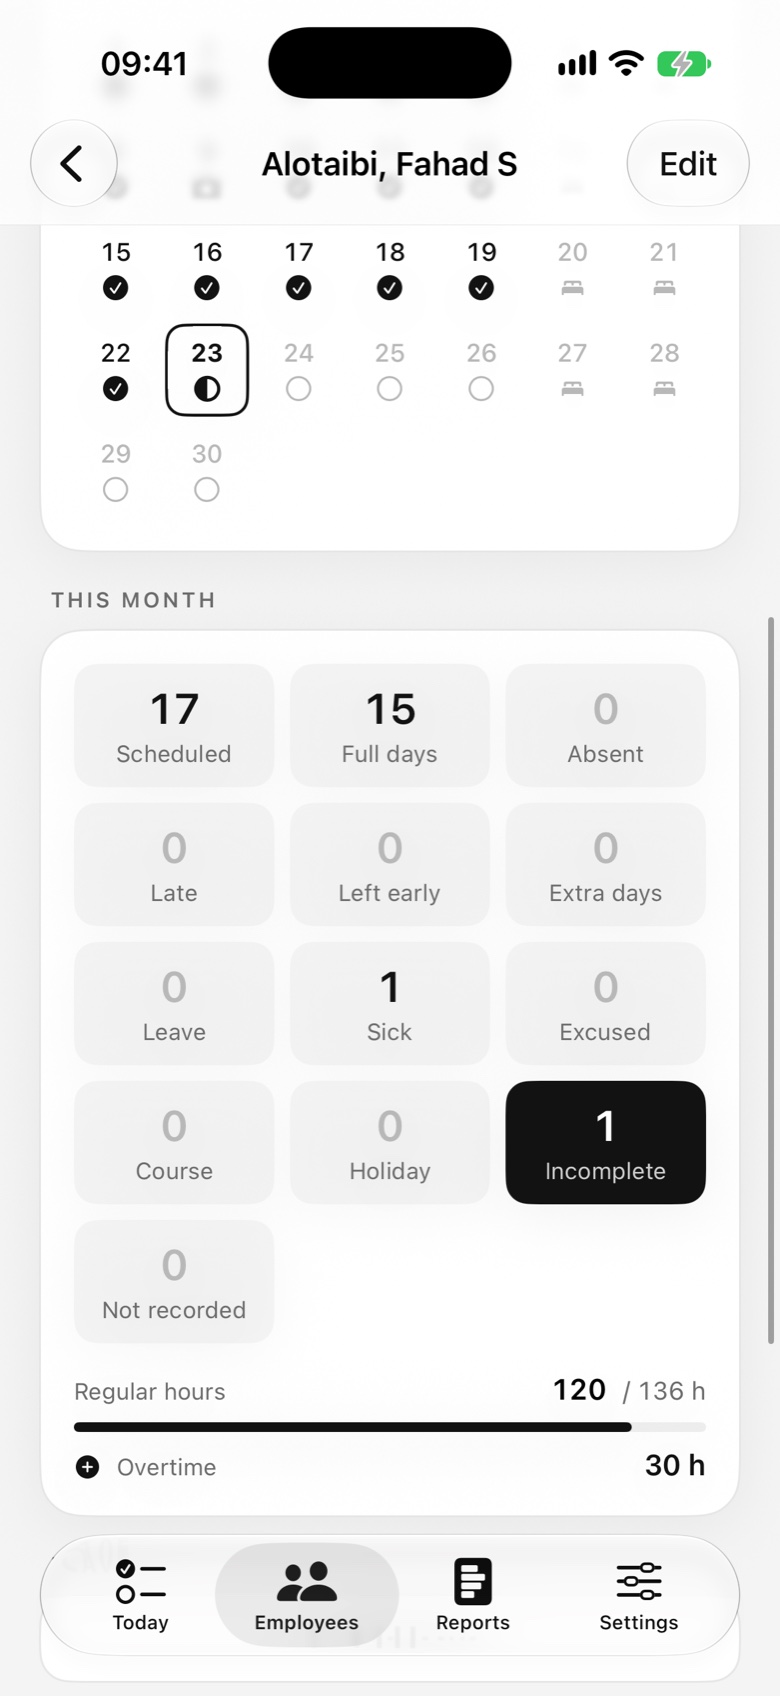 09:41
Alotaibi, Fahad S
Edit
15 16 17 18 19 20 21
22 23 24 25 26 27 28
29 30
THIS MONTH
17 15 0
Scheduled Full days Absent
0 0 0
Late Left early Extra days
0 1 0
Leave Sick Excused
0 0 1
Course Holiday Incomplete
0
Not recorded
Regular hours 120 / 136 h
Overtime 30 h
Today Employees Reports Settings